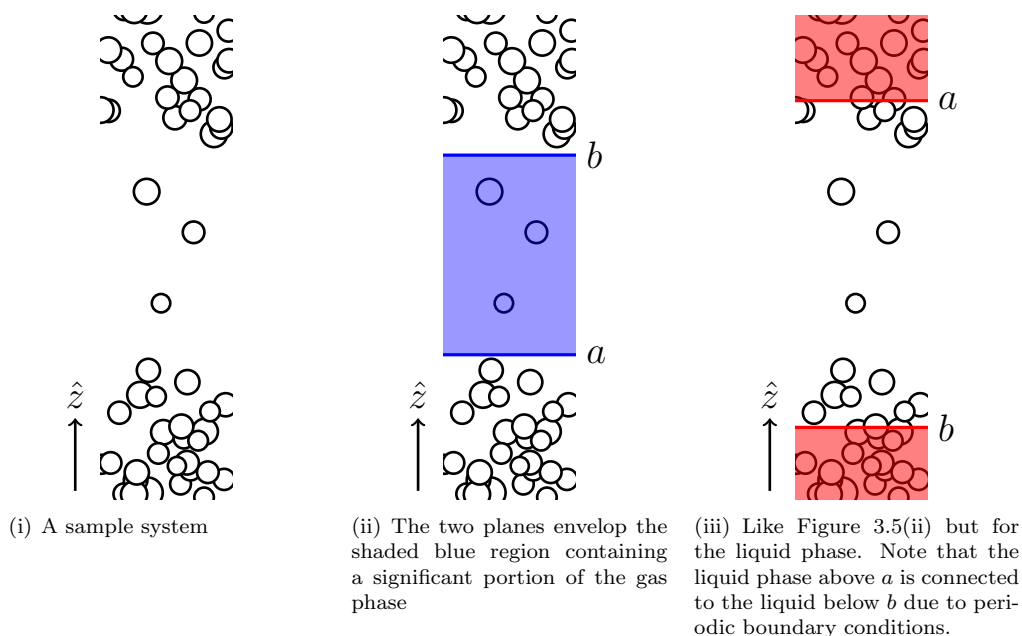 a
b
b
a
ẑ
ẑ
ẑ
(i) A sample system
(ii) The two planes envelop the
shaded blue region containing
a significant portion of the gas
phase
(iii) Like Figure 3.5(ii) but for
the liquid phase. Note that the
liquid phase above a is connected
to the liquid below b due to peri-
odic boundary conditions.